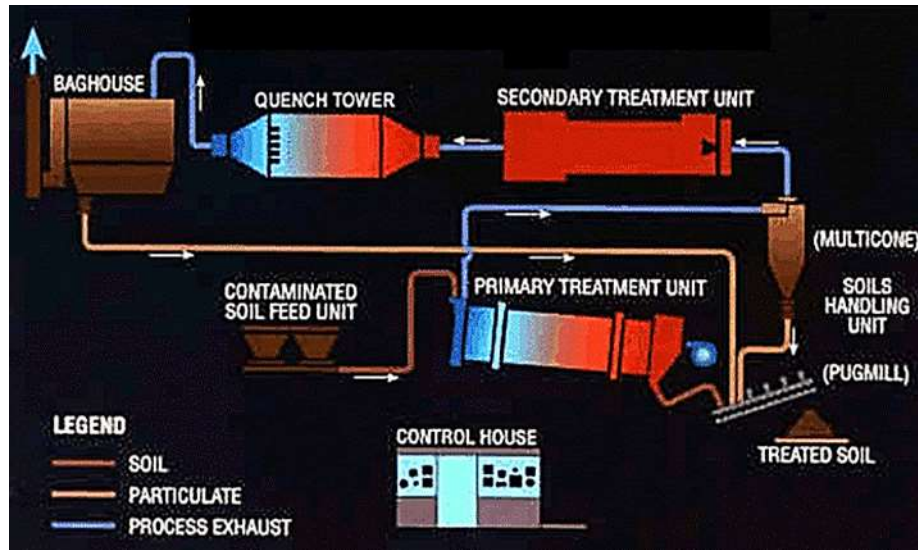 BAGHOUSE
QUENCH TOWER
SECONDARY TREATMENT UNIT
(MULTICONE)
CONTAMINATED
SOIL FEED UNIT
PRIMARY TREATMENT UNIT
SOILS
HANDLING
UNIT
(PUGMILL)
LEGEND
SOIL
PARTICULATE
PROCESS EXHAUST
CONTROL HOUSE
TREATED SOIL